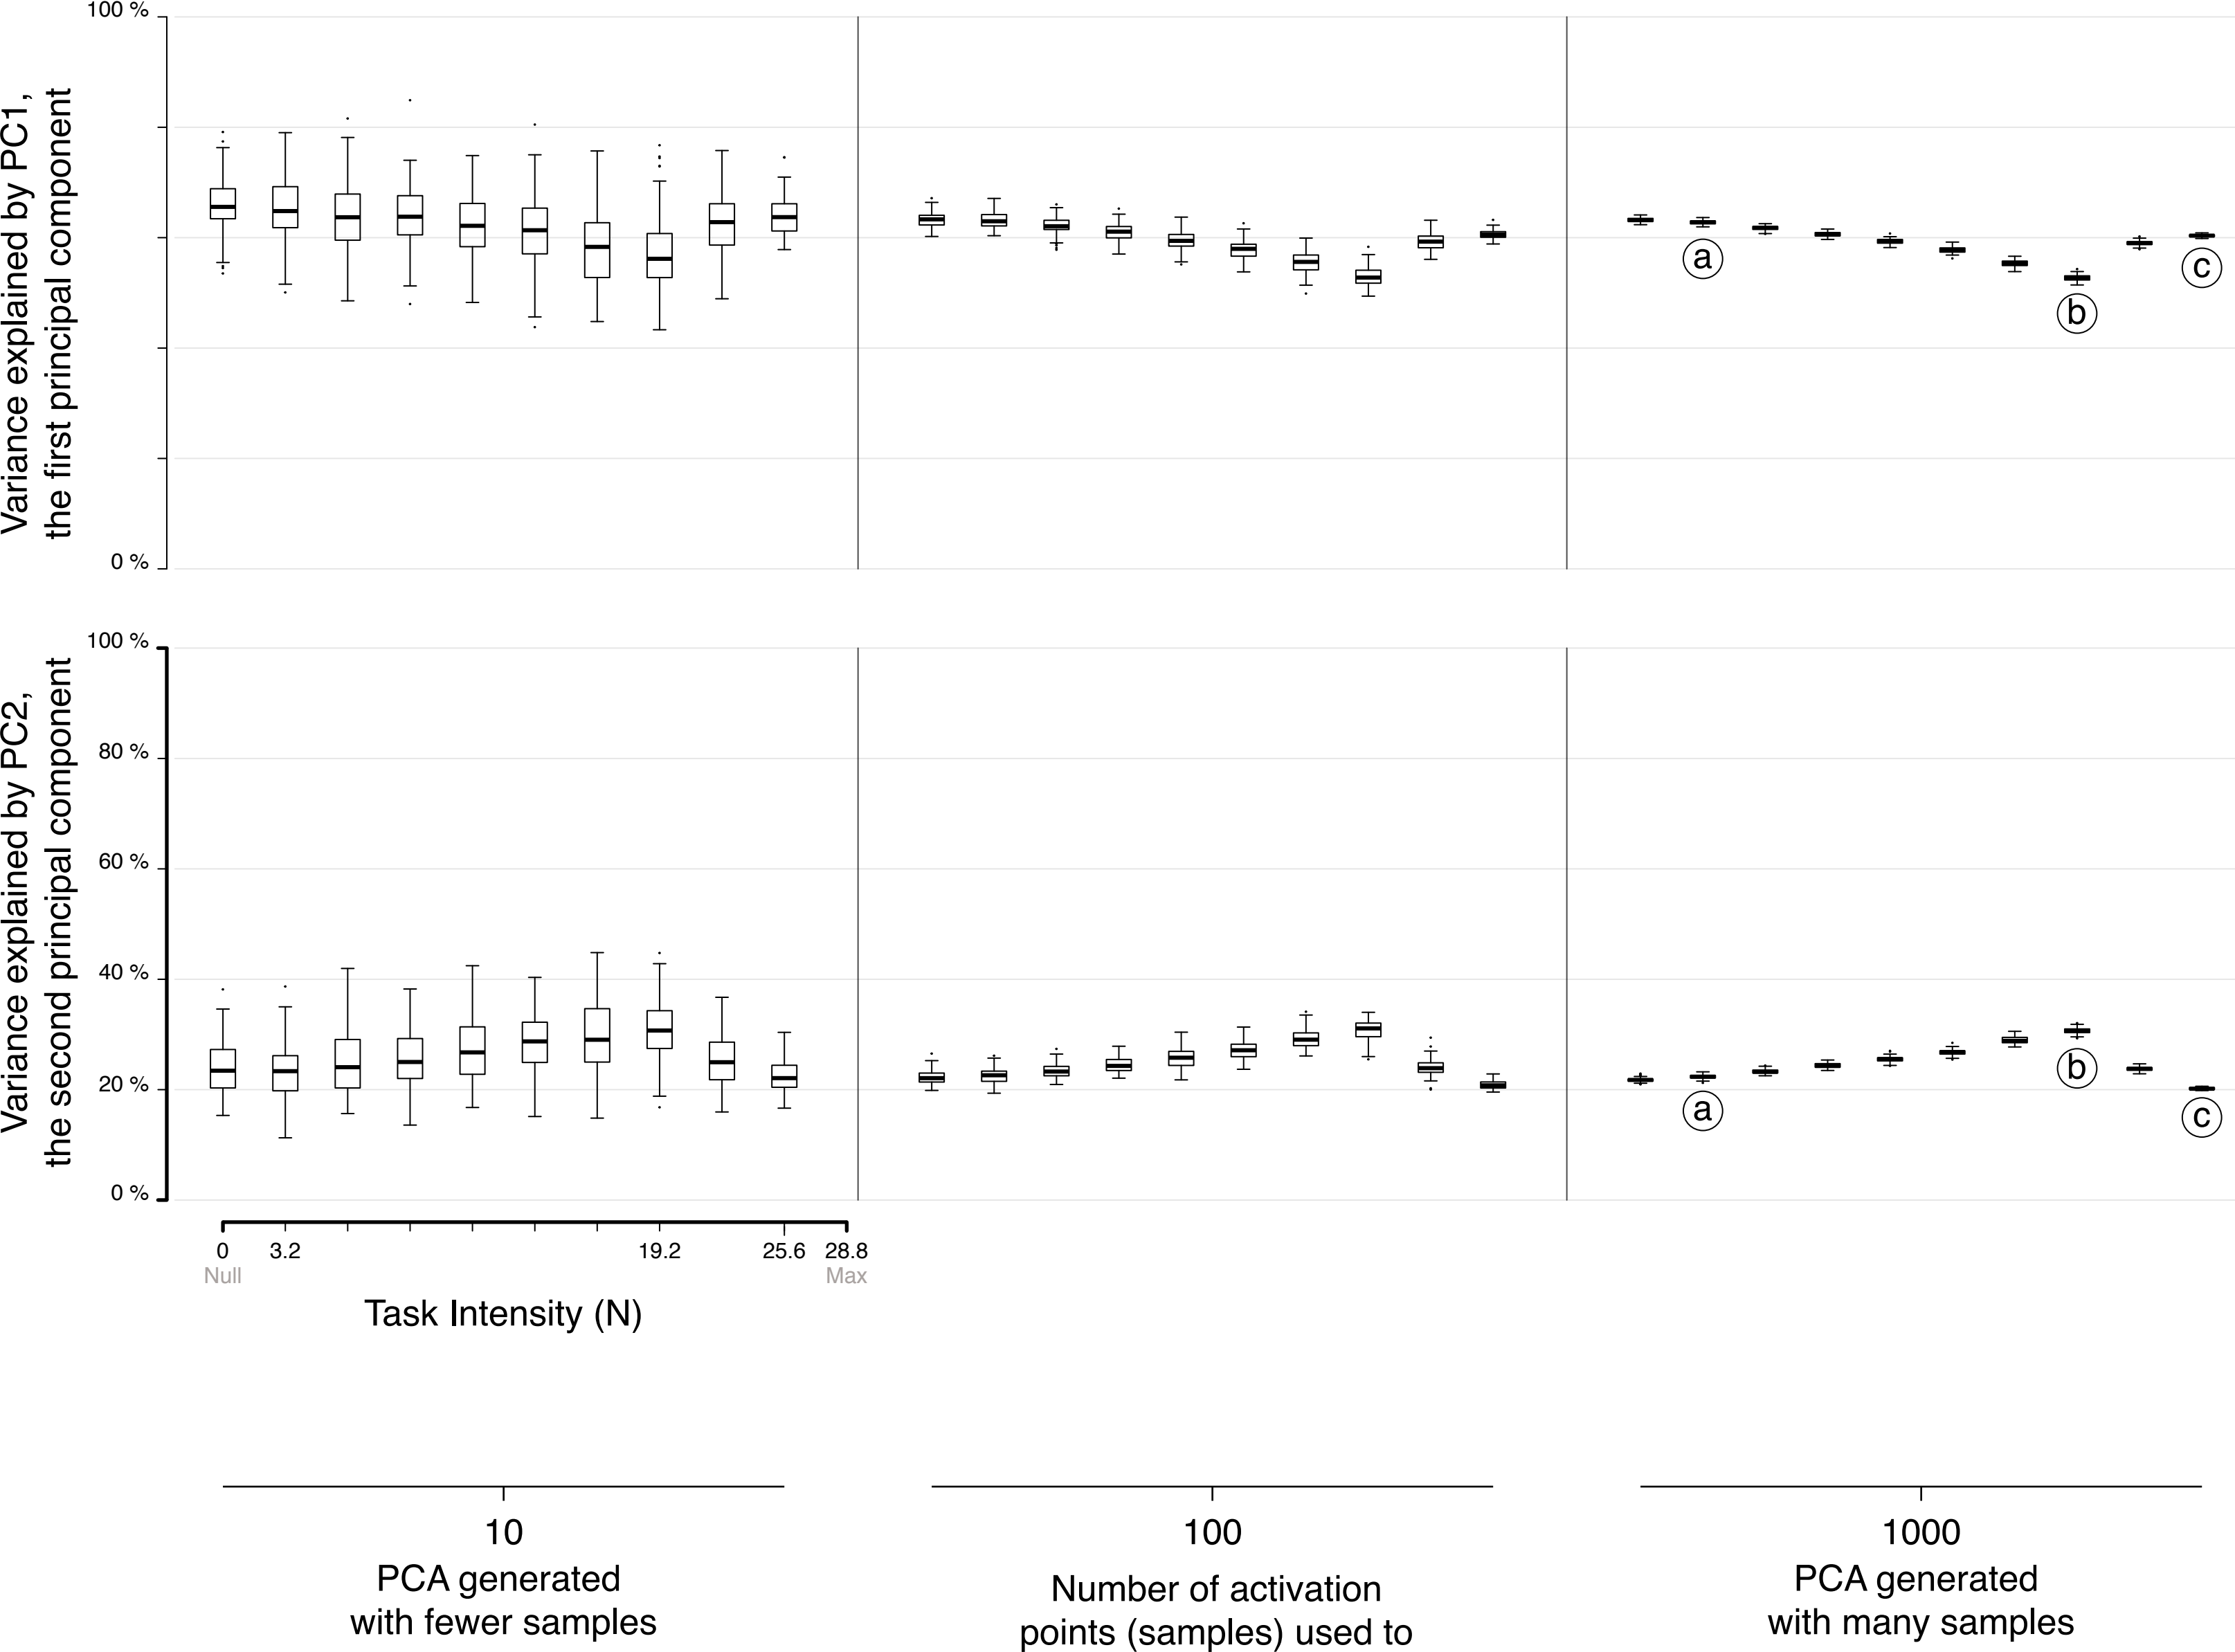 100 %
Variance explained by PC1,
the first principal component
0 %
a
b
c
100 %
80 %
60 %
40 %
20 %
0 %
Variance explained by PC2,
the second principal component
a
b
c
0 3.2 19.2 25.6 28.8
Null Max
Task Intensity (N)
10
PCA generated
with fewer samples
100
Number of activation
points (samples) used to
1000
PCA generated
with many samples